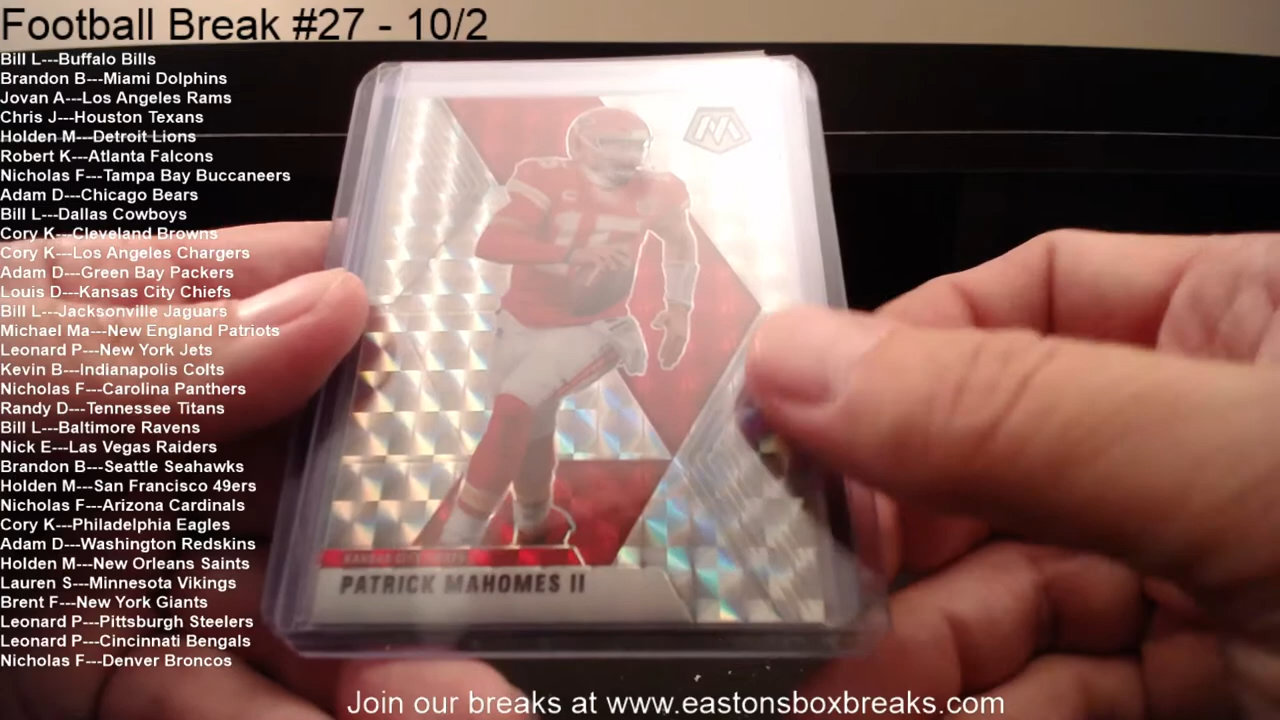 Football Break #27 - 10/2
Bill L---Buffalo Bills
Brandon B---Miami Dolphins
Jovan A---Los Angeles Rams
Chris J---Houston Texans
Holden M---Detroit Lions
Robert K---Atlanta Falcons
Nicholas F---Tampa Bay Buccaneers
Adam D---Chicago Bears
Bill L---Dallas Cowboys
Cory K---Cleveland Browns
Cory K---Los Angeles Chargers
Adam D---Green Bay Packers
Louis D---Kansas City Chiefs
Bill L---Jacksonville Jaguars
Michael Ma---New England Patriots
Leonard P---New York Jets
Kevin B---Indianapolis Colts
Nicholas F---Carolina Panthers
Randy D---Tennessee Titans
Bill L---Baltimore Ravens
Nick E---Las Vegas Raiders
Brandon B---Seattle Seahawks
Holden M---San Francisco 49ers
Nicholas F---Arizona Cardinals
Cory K---Philadelphia Eagles
Adam D---Washington Redskins
Holden M---New Orleans Saints
Lauren S---Minnesota Vikings
Brent F---New York Giants
Leonard P---Pittsburgh Steelers
Leonard P---Cincinnati Bengals
Nicholas F---Denver Broncos
15
KANSAS CITY CHIEFS
PATRICK MAHOMES II
Join our breaks at www.eastonsboxbreaks.com